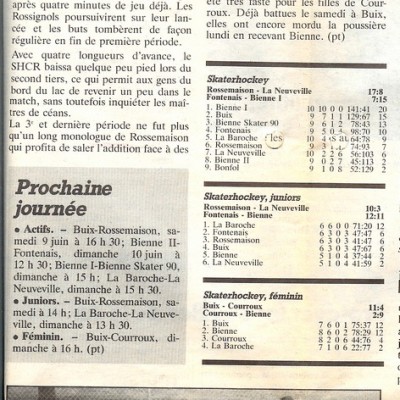 après quatre minutes de jeu déjà. Les
Rossignols poursuivirent sur leur lan-
cée et les buts tombèrent de façon
régulière en fin de première période.
Avec quatre longueurs d'avance, le
SHCR baissa quelque peu pied lors du
second tiers, ce qui permit aux gens du
bord du lac de revenir un peu dans le
match, sans toutefois inquiéter les maî-
tres de céans.
La 3e et dernière période ne fut plus
qu'un long monologue de Rossemaison
qui profita de saler l'addition face à des
Prochaine
journée
● Actifs. – Buix-Rossemaison, sa-
medi 9 juin à 16 h 30; Bienne II-
Fontenais, dimanche 10 juin à
12 h 30; Bienne I-Bienne Skater 90,
dimanche à 15 h; La Baroche-La
Neuveville, dimanche à 15 h 30.
● Juniors. – Buix-Rossemaison, sa-
medi à 14 h; La Baroche-La Neuve-
ville, dimanche à 13 h 30.
● Féminin. – Buix-Courroux, di-
manche à 16 h. (pt)
été très faste pour les filles de Cour-
roux. Déjà battues le samedi à Buix,
elles ont encore mordu la poussière
lundi en recevant Bienne. (pt)
Skaterhockey
Rossemaison - La Neuveville 17:8
Fontenais - Bienne I 7:15
1. Bienne I 10 10 0 0 141:41 20
2. Buix 9 7 1 1 129:67 15
3. Bienne Skater 90 9 6 1 2 78:43 13
4. Fontenais 98:70 10
5. La Baroche 64:78 9
6. Rossemaison 74:93 7
7. La Neuveville 10 2 2 6 56:103 6
8. Bienne II 9 0 2 7 45:113 2
9. Bonfol 9 1 0 8 52:129 2
Skaterhockey, juniors
Rossemaison - La Neuveville 10:3
Fontenais - Bienne 12:11
1. La Baroche 6 6 0 0 71:20 12
2. Fontenais 6 3 0 3 47:47 6
3. Rossemaison 6 3 0 3 41:47 6
4. Buix 6 3 0 3 47:66 6
5. Bienne 5 1 0 4 37:44 2
6. La Neuveville 5 1 0 4 41:59 2
Skaterhockey, féminin
Buix - Courroux 11:4
Courroux - Bienne 2:9
1. Buix 7 6 0 1 75:37 12
2. Bienne 8 6 0 2 78:29 12
3. Courroux 8 2 0 6 44:76 4
4. La Baroche 7 1 0 6 22:77 2